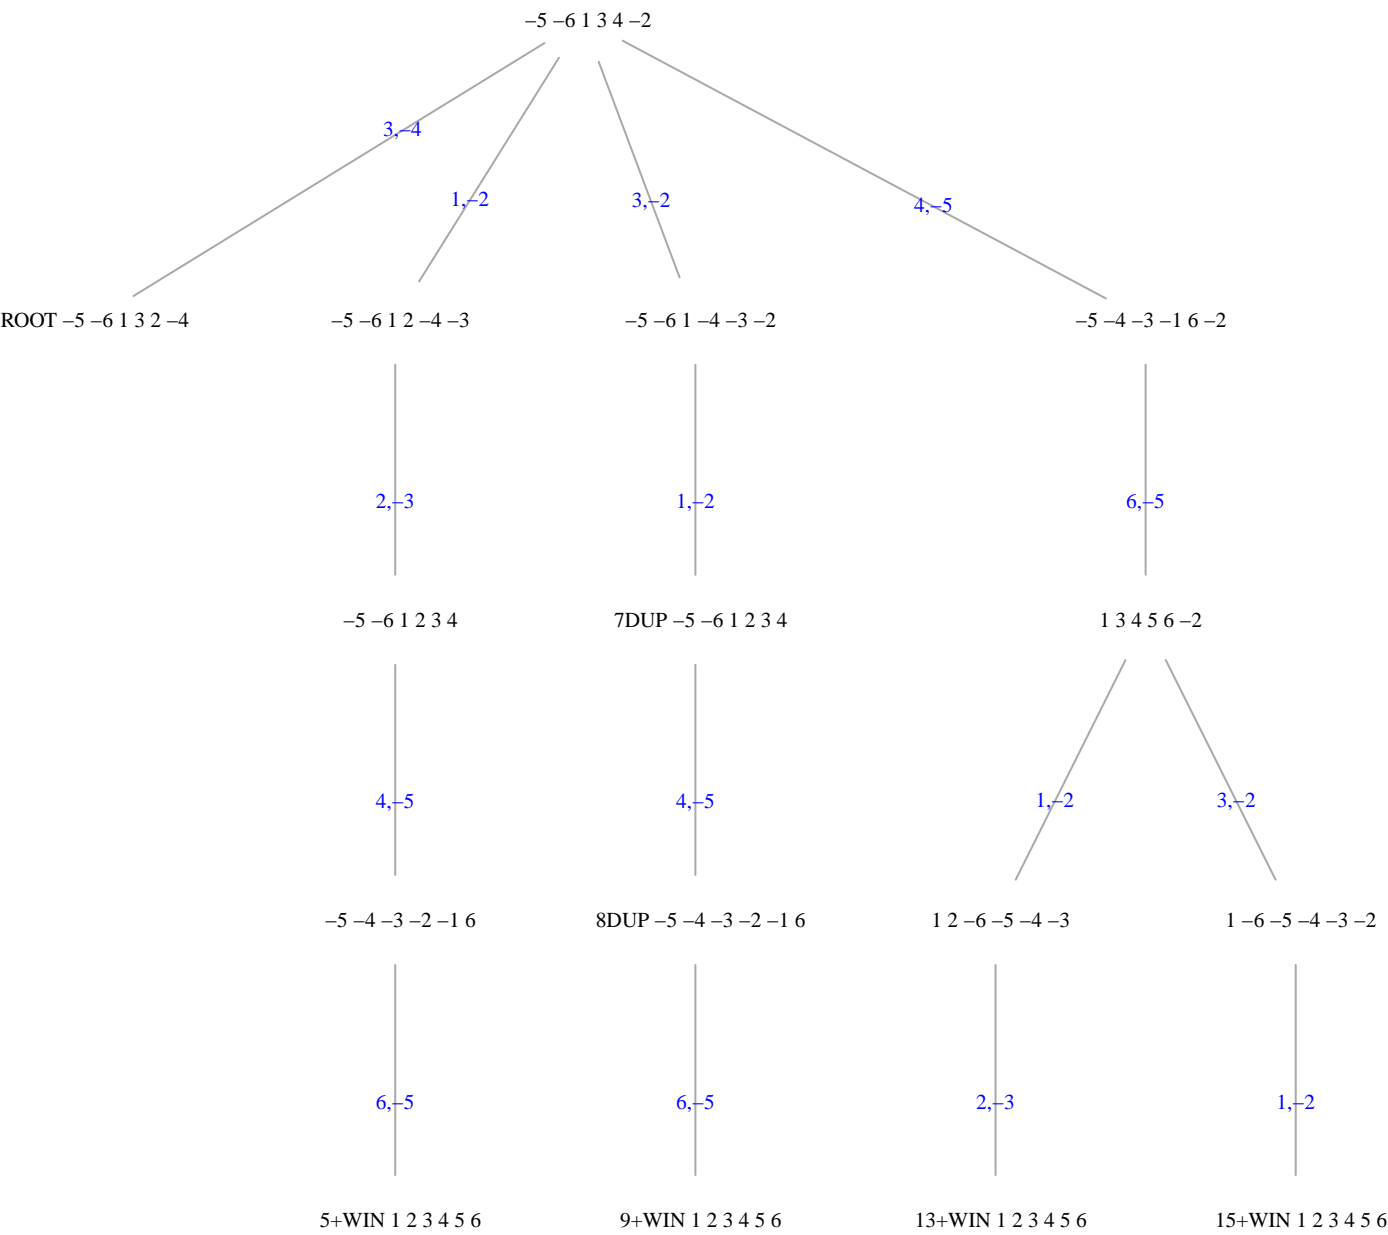 −5 −6 1 3 4 −2
3,−4
1,−2
3,−2
4,−5
ROOT −5 −6 1 3 2 −4
−5 −6 1 2 −4 −3
−5 −6 1 −4 −3 −2
−5 −4 −3 −1 6 −2
2,−3
1,−2
6,−5
−5 −6 1 2 3 4
7DUP −5 −6 1 2 3 4
1 3 4 5 6 −2
4,−5
4,−5
1,−2
3,−2
−5 −4 −3 −2 −1 6
8DUP −5 −4 −3 −2 −1 6
1 2 −6 −5 −4 −3
1 −6 −5 −4 −3 −2
6,−5
6,−5
2,−3
1,−2
5+WIN 1 2 3 4 5 6
9+WIN 1 2 3 4 5 6
13+WIN 1 2 3 4 5 6
15+WIN 1 2 3 4 5 6